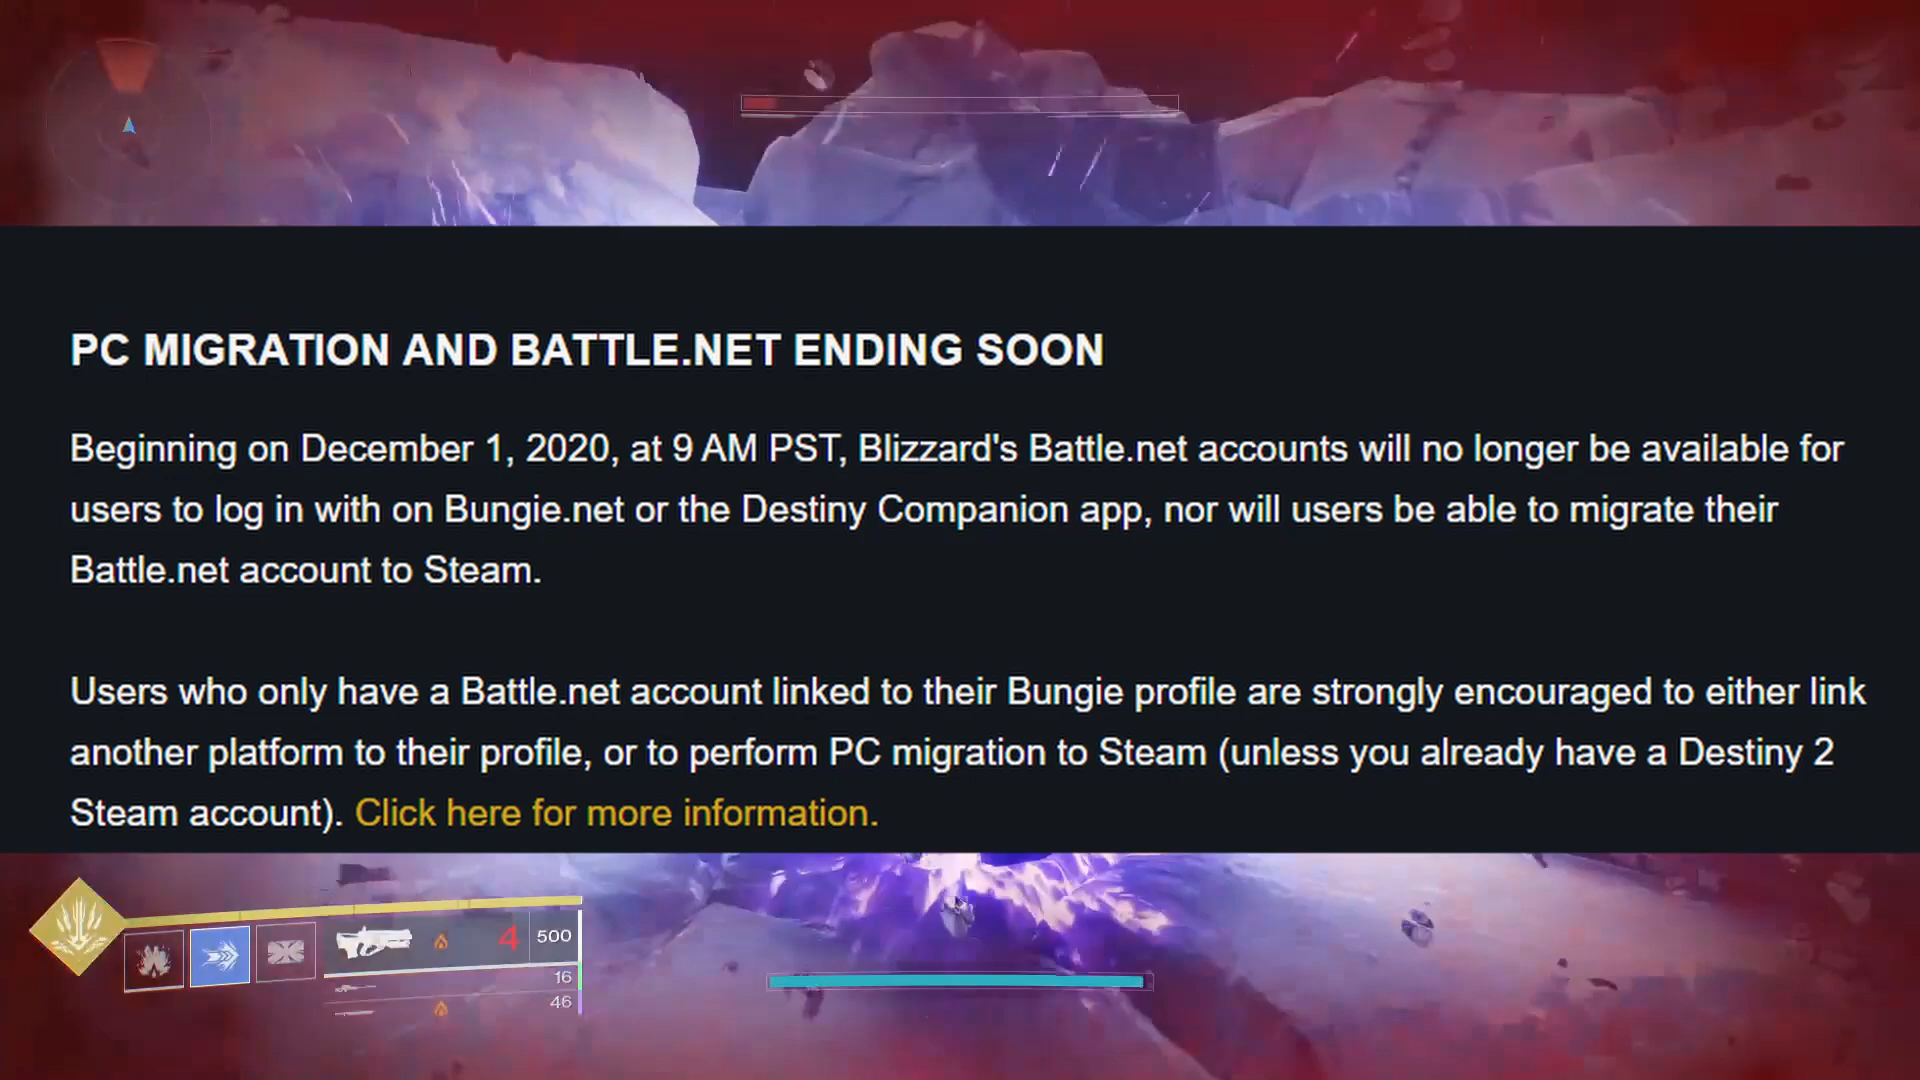 PC MIGRATION AND BATTLE.NET ENDING SOON
Beginning on December 1, 2020, at 9 AM PST, Blizzard's Battle.net accounts will no longer be available for
users to log in with on Bungie.net or the Destiny Companion app, nor will users be able to migrate their
Battle.net account to Steam.
Users who only have a Battle.net account linked to their Bungie profile are strongly encouraged to either link
another platform to their profile, or to perform PC migration to Steam (unless you already have a Destiny 2
Steam account). Click here for more information.
4 500
16
46